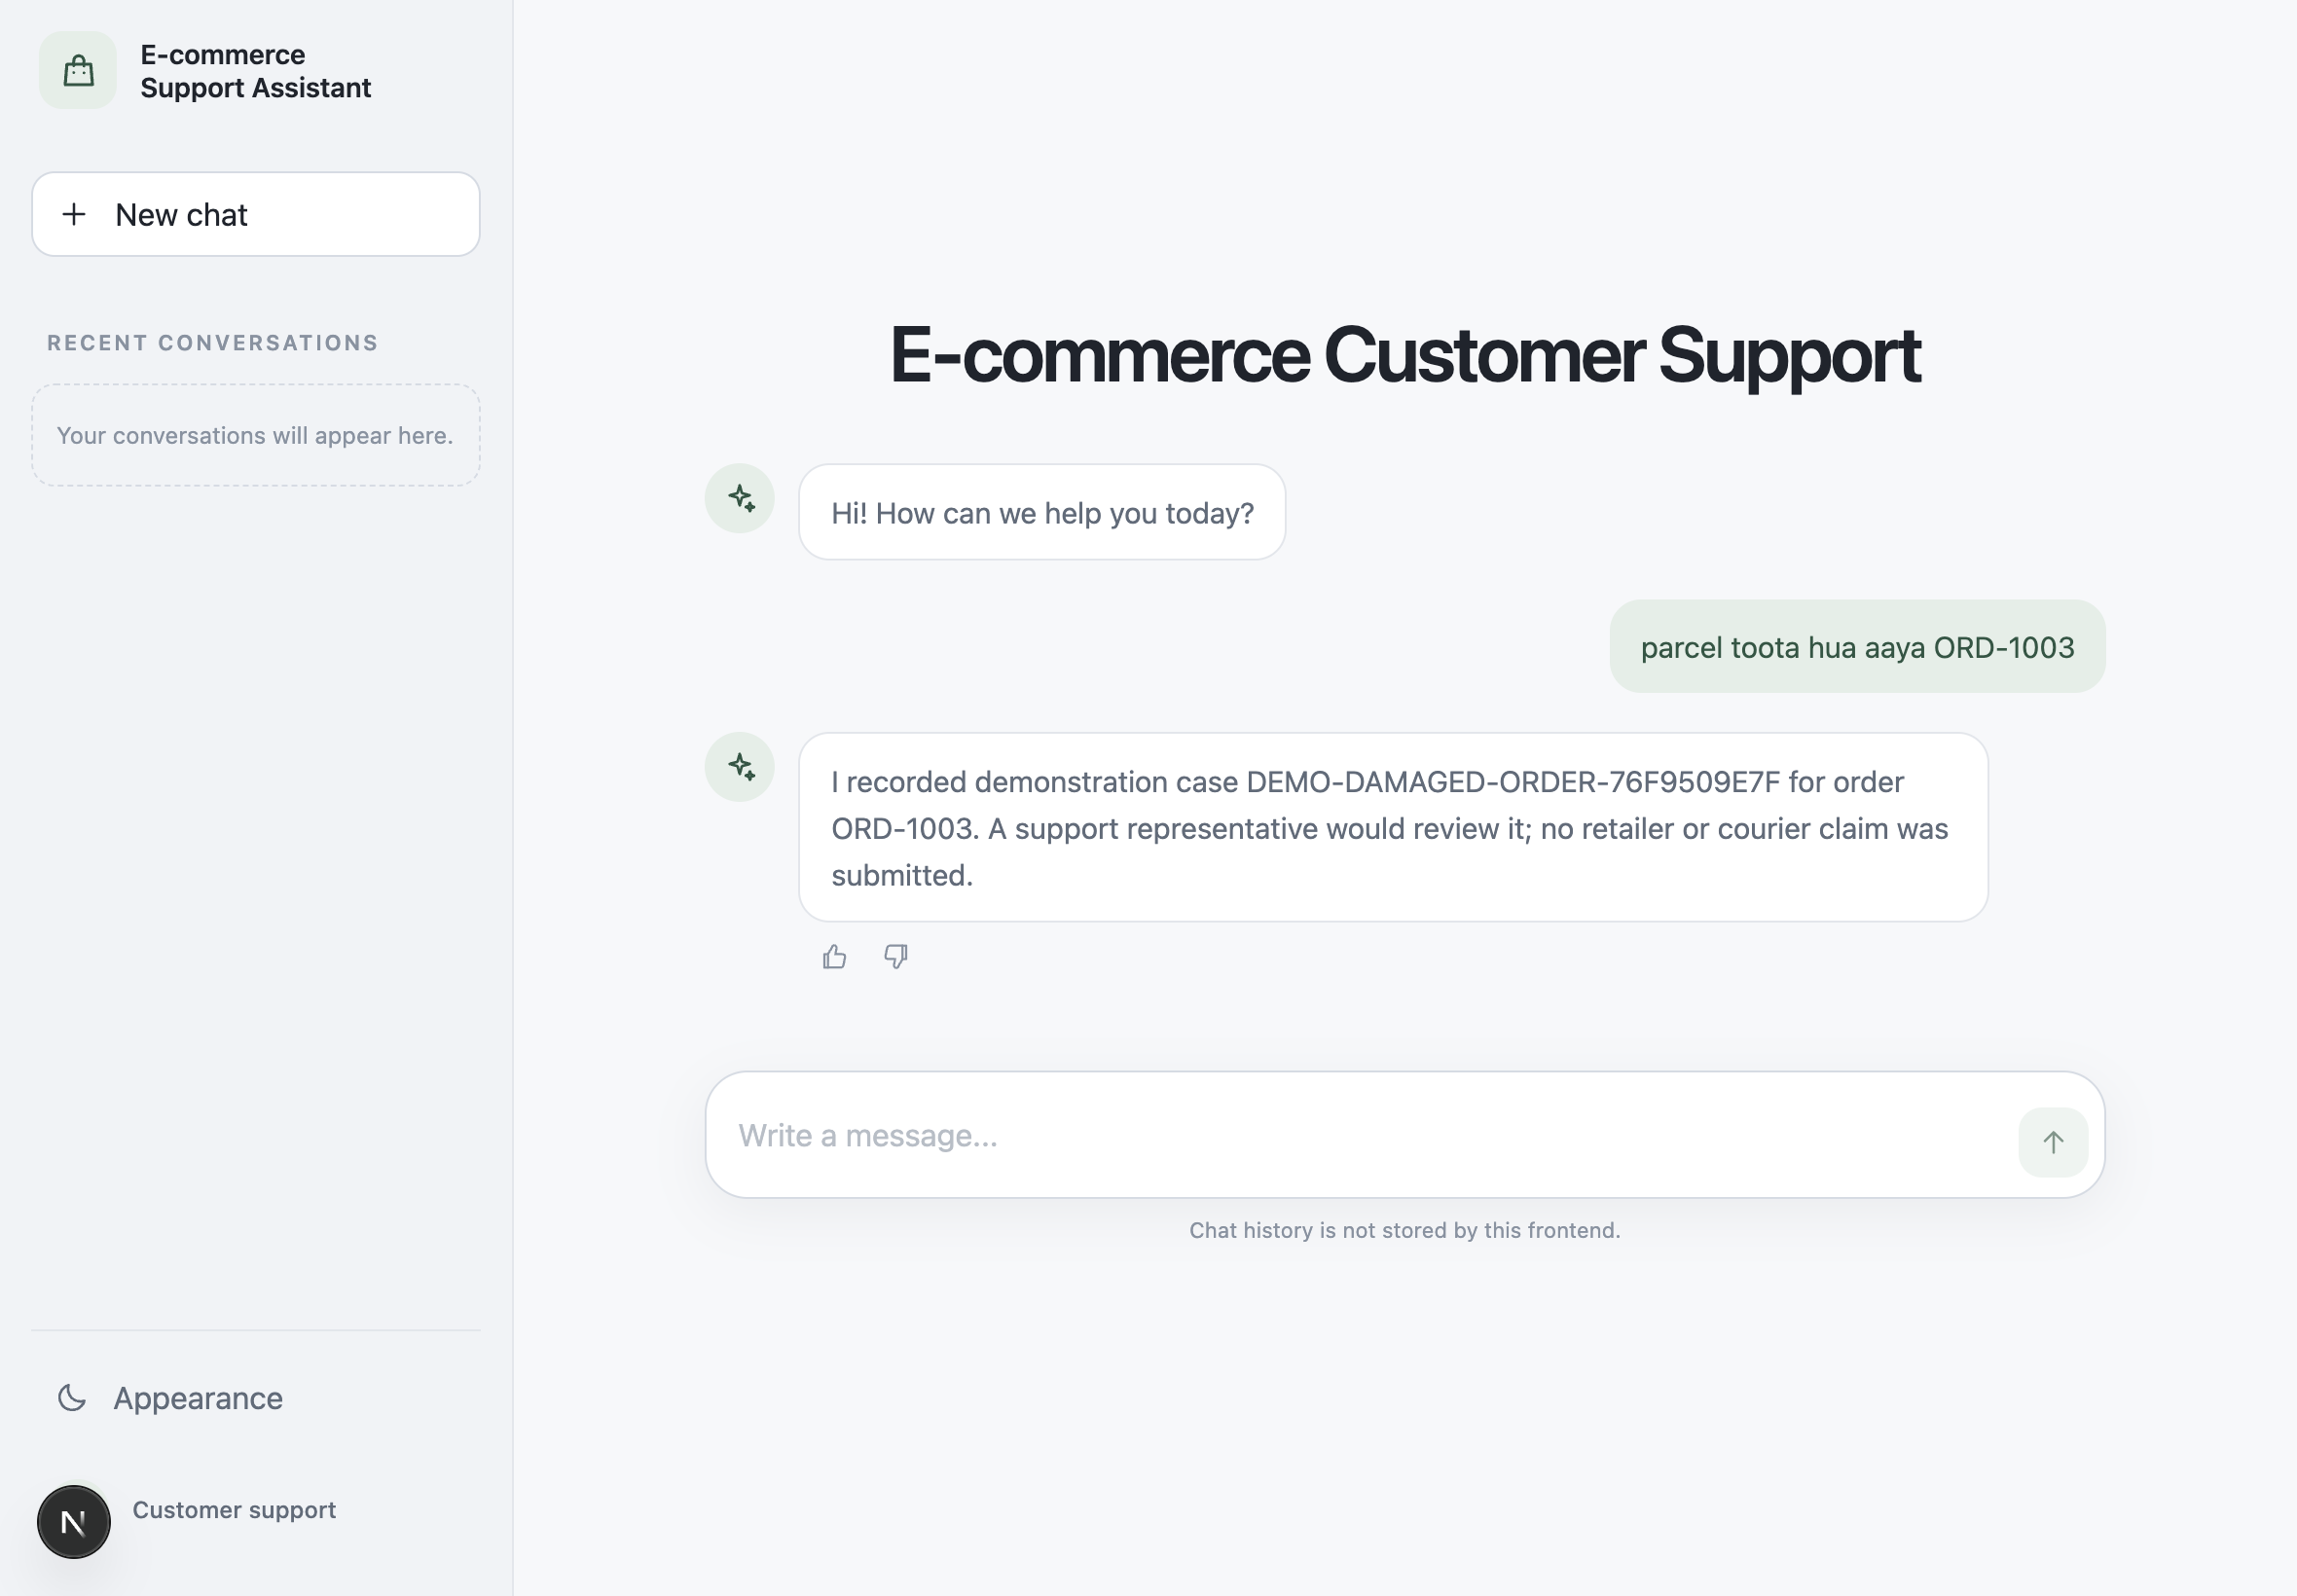 E-commerce
Support Assistant
New chat
RECENT CONVERSATIONS
Your conversations will appear here.
Appearance
N
Customer support
E-commerce Customer Support
Hi! How can we help you today?
parcel toota hua aaya ORD-1003
I recorded demonstration case DEMO-DAMAGED-ORDER-76F9509E7F for order
ORD-1003. A support representative would review it; no retailer or courier claim was
submitted.
Write a message...
Chat history is not stored by this frontend.